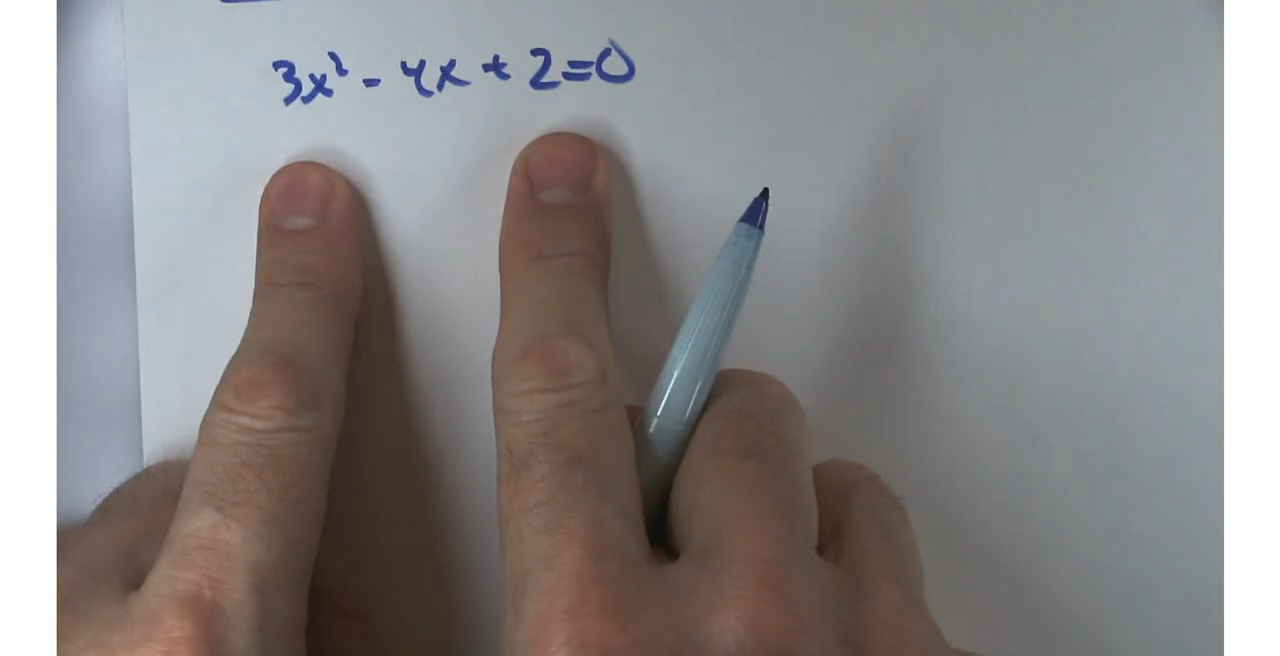 3x² - 4x + 2 = 0